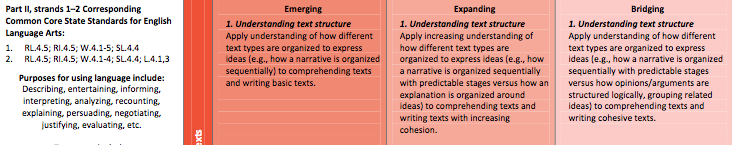 Part II, strands 1–2 Corresponding
Common Core State Standards for English
Language Arts:
1. RL.4.5; RI.4.5; W.4.1-5; SL.4.4
2. RL.4.5; RI.4.5; W.4.1-4; SL.4.4; L.4.1,3
Purposes for using language include:
Describing, entertaining, informing,
interpreting, analyzing, recounting,
explaining, persuading, negotiating,
justifying, evaluating, etc.
exts
Emerging
1. Understanding text structure
Apply understanding of how different
text types are organized to express
ideas (e.g., how a narrative is organized
sequentially) to comprehending texts
and writing basic texts.
Expanding
1. Understanding text structure
Apply increasing understanding of
how different text types are
organized to express ideas (e.g., how
a narrative is organized sequentially
with predictable stages versus how an
explanation is organized around
ideas) to comprehending texts and
writing texts with increasing
cohesion.
Bridging
1. Understanding text structure
Apply understanding of how different
text types are organized to express
ideas (e.g., how a narrative is organized
sequentially with predictable stages
versus how opinions/arguments are
structured logically, grouping related
ideas) to comprehending texts and
writing cohesive texts.